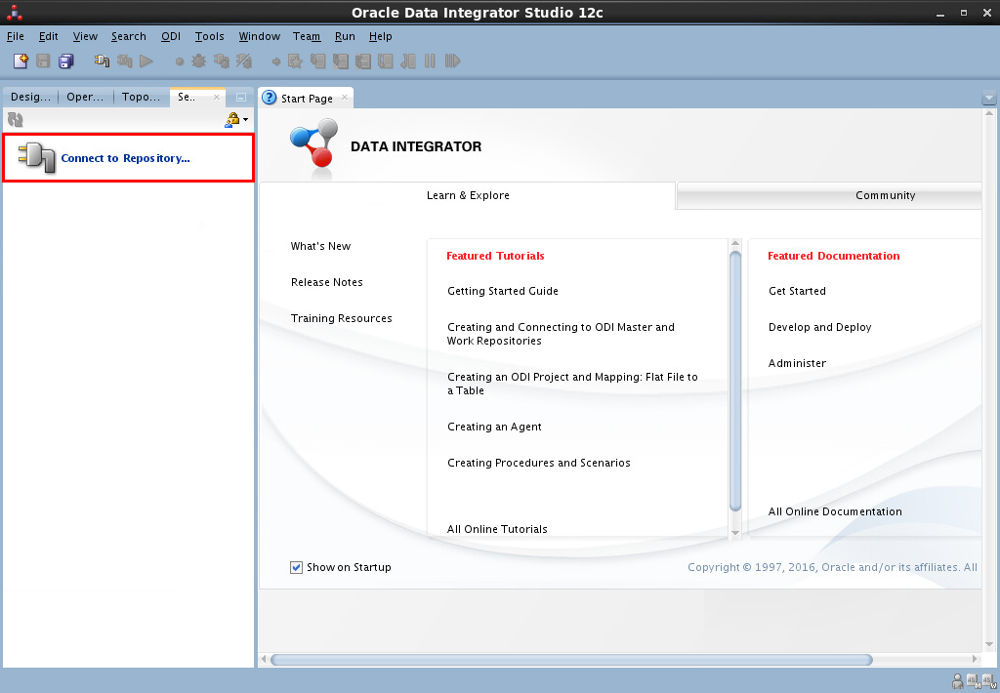 Oracle Data Integrator Studio 12c
File Edit View Search ODI Tools Window Team Run Help
Desig... Oper... Topo... Se..
Start Page
Connect to Repository...
DATA INTEGRATOR
Learn & Explore
Community
What's New
Release Notes
Training Resources
Featured Tutorials
Getting Started Guide
Creating and Connecting to ODI Master and
Work Repositories
Creating an ODI Project and Mapping: Flat File to
a Table
Creating an Agent
Creating Procedures and Scenarios
All Online Tutorials
Featured Documentation
Get Started
Develop and Deploy
Administer
All Online Documentation
Show on Startup
Copyright © 1997, 2016, Oracle and/or its affiliates. All